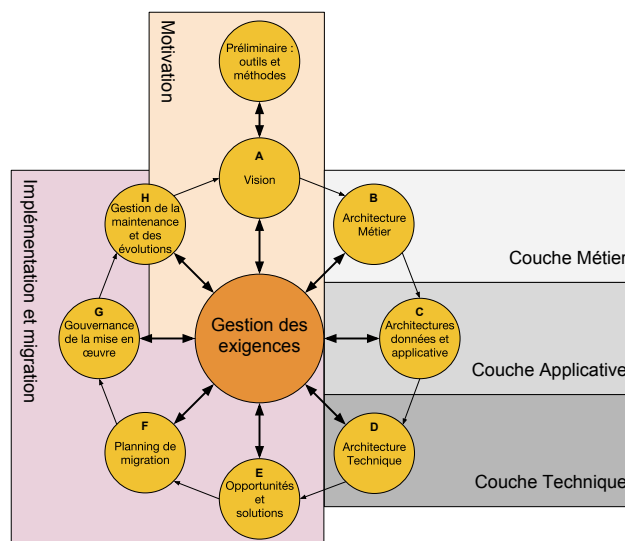 Motivation
Préliminaire :
outils et
méthodes
A
Vision
Implémentation et migration
H
Gestion de la
maintenance
et des
évolutions
B
Architecture
Métier
Couche Métier
G
Gouvernance
de la mise en
œuvre
Gestion des
exigences
C
Architectures
données et
applicative
Couche Applicative
F
Planning de
migration
D
Architecture
Technique
E
Opportunités
et
solutions
Couche Technique